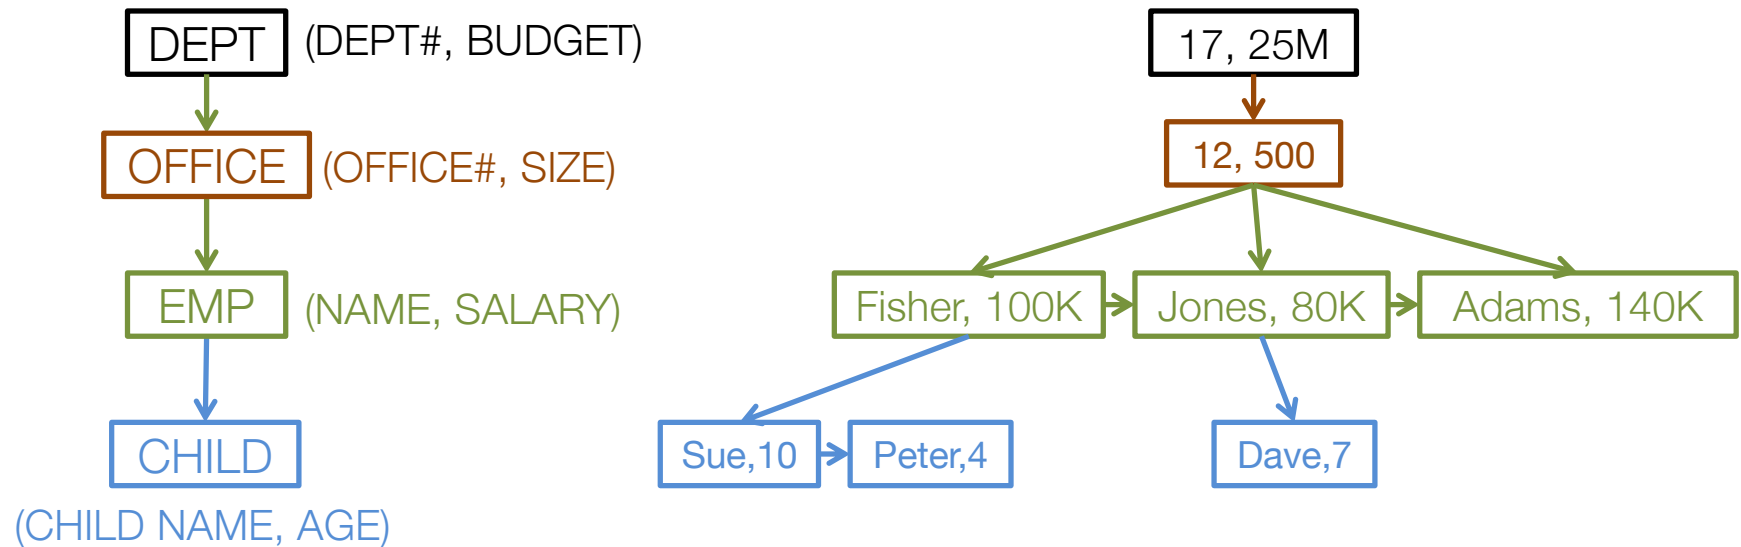 DEPT (DEPT#, BUDGET)
17, 25M
OFFICE (OFFICE#, SIZE)
12, 500
EMP (NAME, SALARY)
Fisher, 100K
Jones, 80K
Adams, 140K
CHILD
(CHILD NAME, AGE)
Sue,10
Peter,4
Dave,7